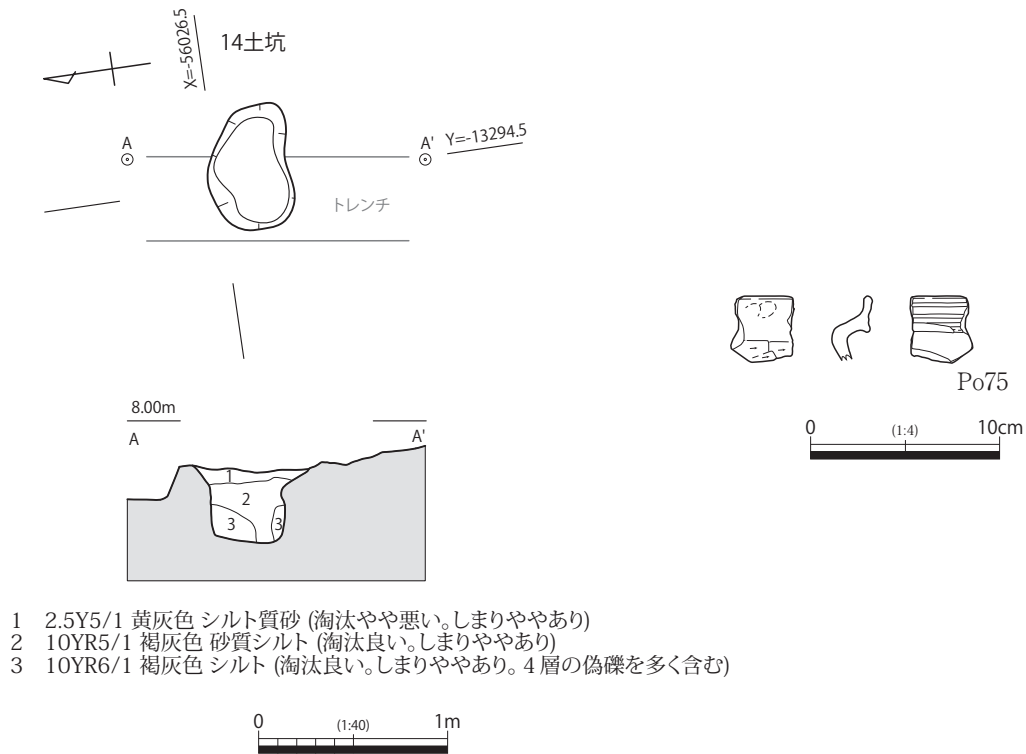 14土坑
X=-56026.5
A
A'
Y=-13294.5
トレンチ
8.00m
A
A'
1
2
3
3
Po75
0 (1:4) 10cm
1 2.5Y5/1 黄灰色 シルト質砂 (淘汰やや悪い。しまりややあり)
2 10YR5/1 褐灰色 砂質シルト (淘汰良い。しまりややあり)
3 10YR6/1 褐灰色 シルト (淘汰良い。しまりややあり。4層の偽礫を多く含む)
0 (1:40) 1m